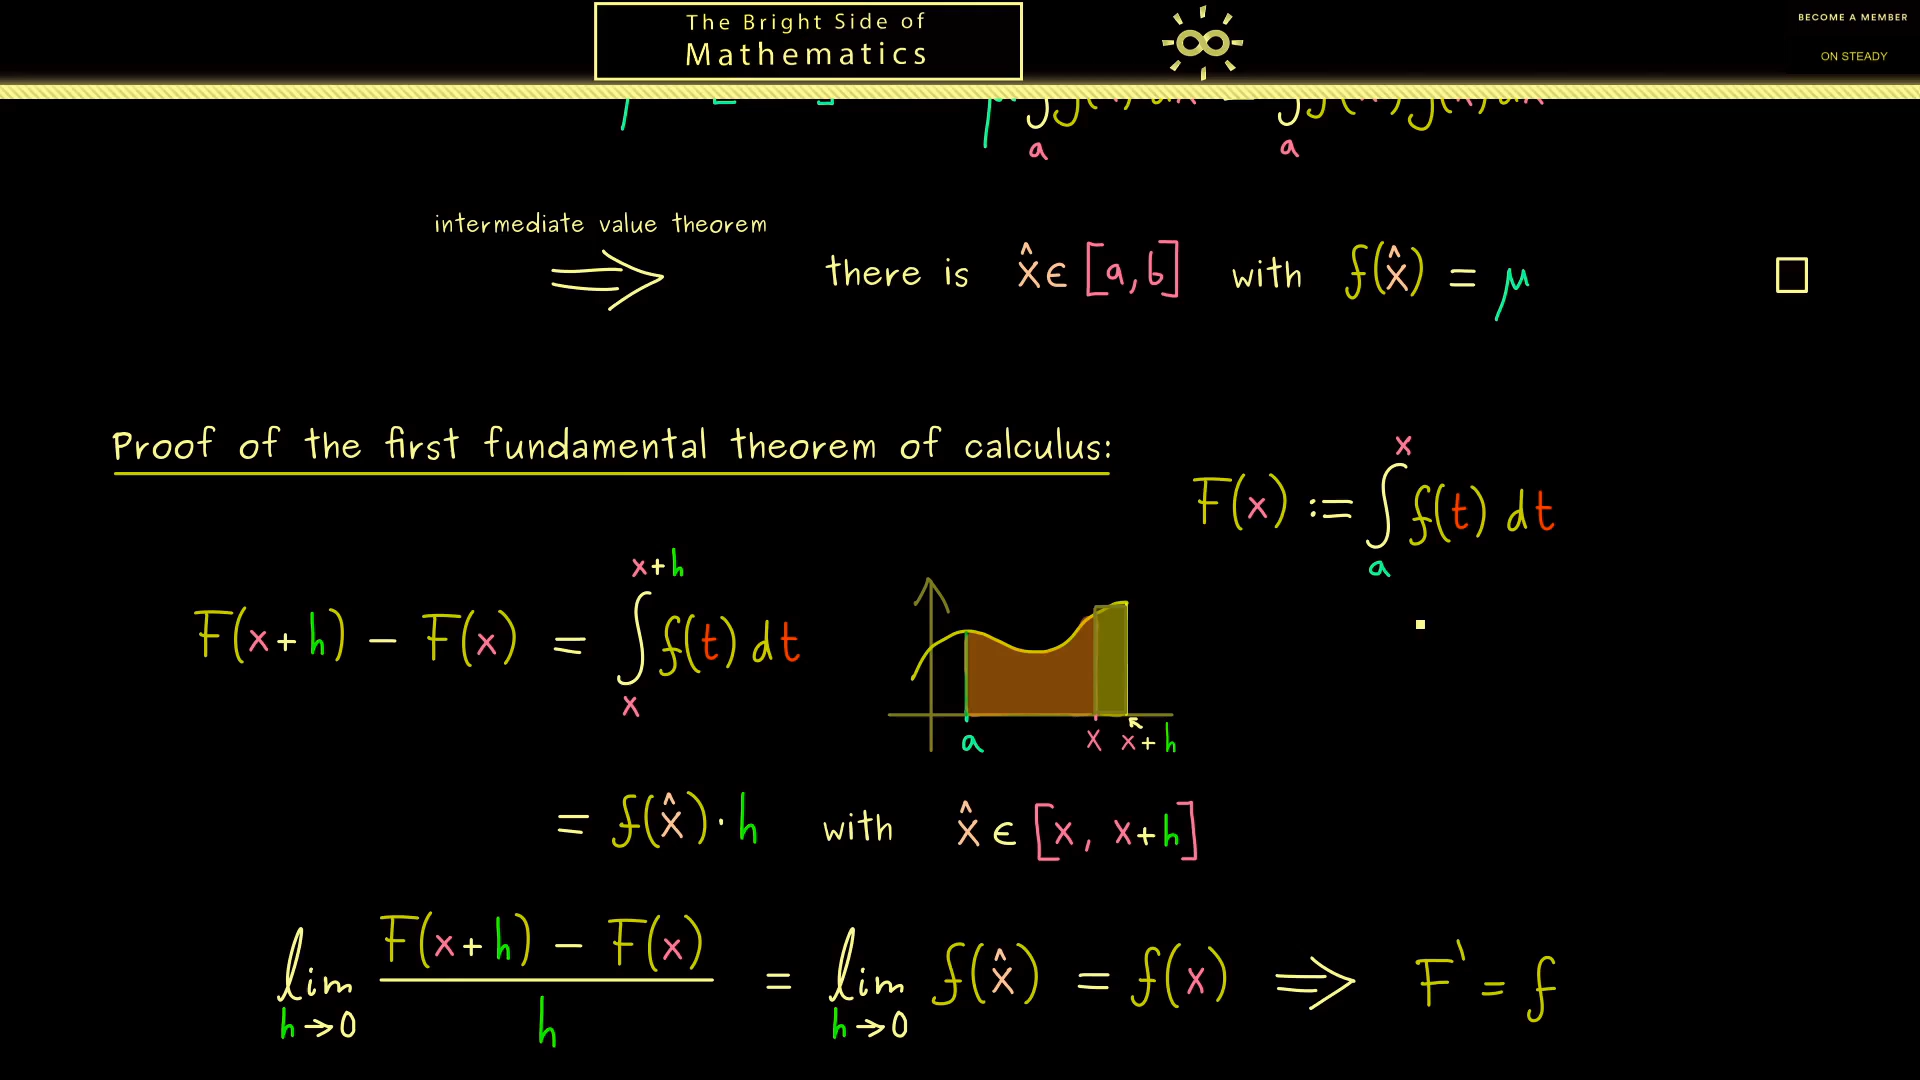 The Bright Side of
Mathematics
BECOME A MEMBER
ON STEADY
a a
intermediate value theorem
⟹ there is x̂ ∈ [a, b] with f(x̂) = μ □
Proof of the first fundamental theorem of calculus:
F(x) := ∫_a^x f(t) dt
F(x+h) − F(x) = ∫_x^{x+h} f(t) dt
a x x+h
= f(x̂) · h with x̂ ∈ [x, x+h]
lim_{h→0} (F(x+h) − F(x))/h = lim_{h→0} f(x̂) = f(x) ⟹ F' = f